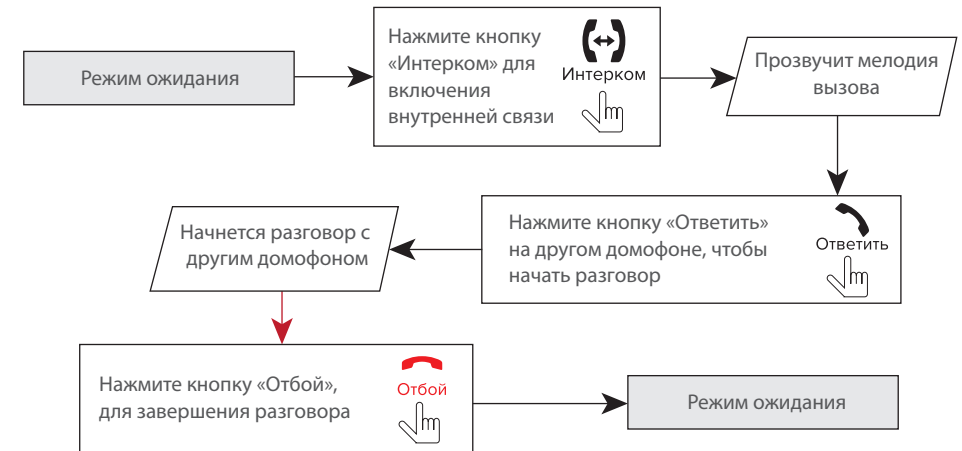 Режим ожидания
Нажмите кнопку
«Интерком» для
включения
внутренней связи
Интерком
Прозвучит мелодия
вызова
Нажмите кнопку «Ответить»
на другом домофоне, чтобы
начать разговор
Ответить
Начнется разговор с
другим домофоном
Нажмите кнопку «Отбой»,
для завершения разговора
Отбой
Режим ожидания